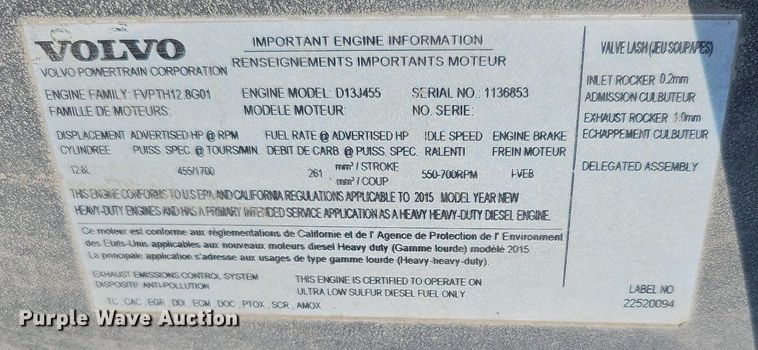 VOLVO
VOLVO POWERTRAIN CORPORATION
IMPORTANT ENGINE INFORMATION
RENSEIGNEMENTS IMPORTANTS MOTEUR
ENGINE FAMILY: FVPTH12.8G01 ENGINE MODEL: D13J455 SERIAL NO: 1136853
FAMILLE DE MOTEURS: MODELE MOTEUR: NO. SERIE:
DISPLACEMENT ADVERTISED HP @ RPM FUEL RATE @ ADVERTISED HP IDLE SPEED ENGINE BRAKE
CYLINDREE PUISS. SPEC @ TOURS/MIN. DEBIT DE CARB @ PUISS. SPEC. RALENTI FREIN MOTEUR
12.8L 455/1700 261 mm³ / STROKE 550-700RPM I-VEB
mm³ / COUP
THIS ENGINE CONFORMS TO U.S EPA AND CALIFORNIA REGULATIONS APPLICABLE TO 2015 MODEL YEAR NEW
HEAVY-DUTY ENGINES AND HAS A PRIMARY INTENDED SERVICE APPLICATION AS A HEAVY HEAVY-DUTY DIESEL ENGINE.
Ce moteur est conforme aux réglementations de Californie et de l' Agence de Protection de l' Environment
des Etats-Unis applicables aux nouveaux moteurs diesel Heavy duty (Gamme lourde) modèlé 2015 .
La principale application s'adresse aux usages de type gamme lourde (Heavy-heavy-duty).
EXHAUST EMISSIONS CONTROL SYSTEM
DISPOSITIF ANTI-POLLUTION
THIS ENGINE IS CERTIFIED TO OPERATE ON
ULTRA LOW SULFUR DIESEL FUEL ONLY
TC, CAC, EGR, DDI, ECM, DOC, PTOX, SCR, AMOX
VALVE LASH (JEU SOUPAPES)
INLET ROCKER 0.2mm
ADMISSION CULBUTEUR
EXHAUST ROCKER 1.0mm
ECHAPPEMENT CULBUTEUR
DELEGATED ASSEMBLY
LABEL NO
22520094
Purple Wave Auction